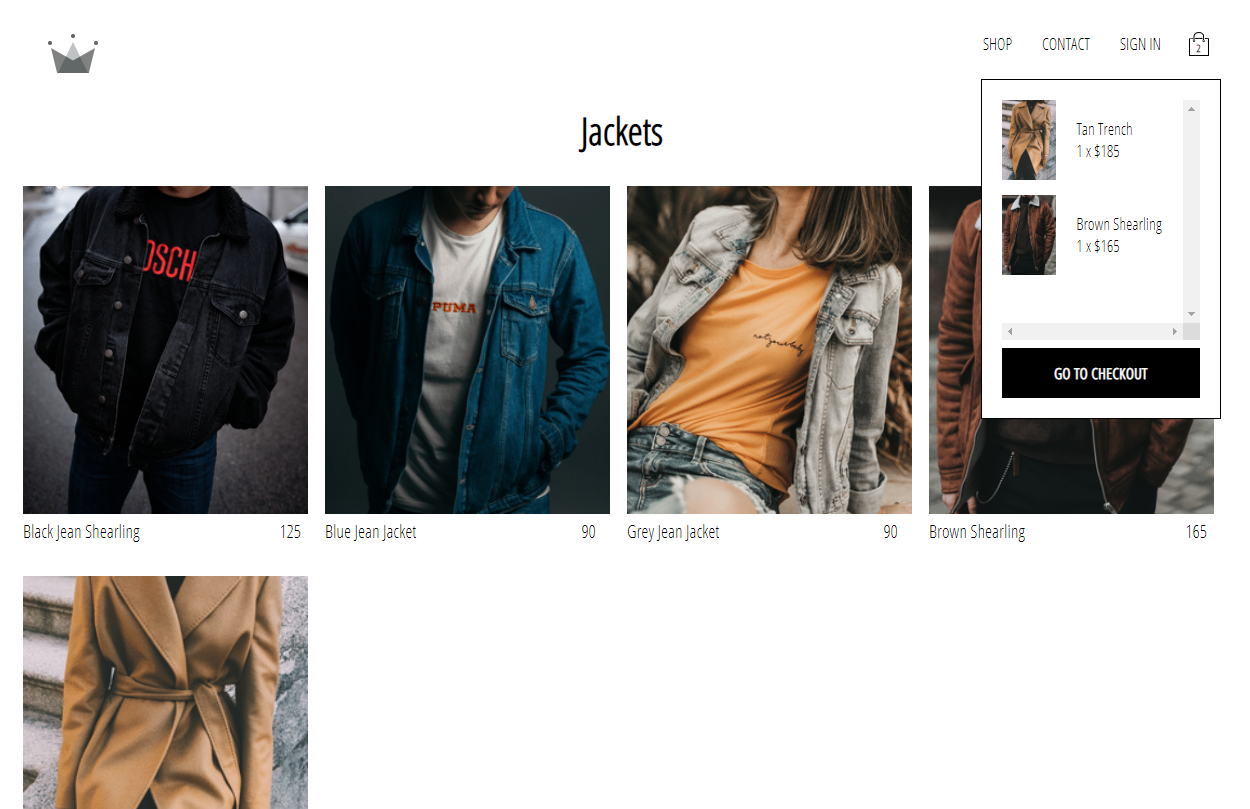 SHOP
CONTACT
SIGN IN
2
Tan Trench
1 x $185
Brown Shearling
1 x $165
GO TO CHECKOUT
Jackets
OSCH
PUMA
notyourbaby
Black Jean Shearling 125
Blue Jean Jacket 90
Grey Jean Jacket 90
Brown Shearling 165